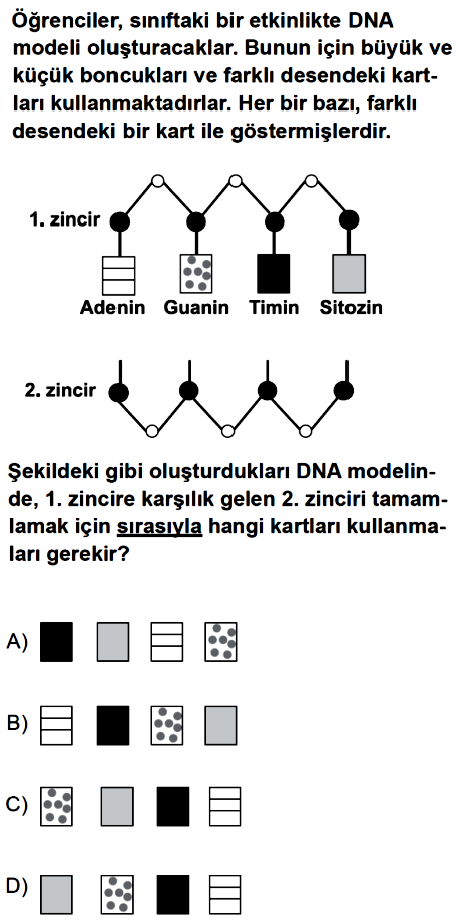 Öğrenciler, sınıftaki bir etkinlikte DNA
modeli oluşturacaklar. Bunun için büyük ve
küçük boncukları ve farklı desendeki kart-
ları kullanmaktadırlar. Her bir bazı, farklı
desendeki bir kart ile göstermişlerdir.
1. zincir
Adenin Guanin Timin Sitozin
2. zincir
Şekildeki gibi oluşturdukları DNA modelin-
de, 1. zincire karşılık gelen 2. zinciri tamam-
lamak için sırasıyla hangi kartları kullanma-
ları gerekir?
A)
B)
C)
D)